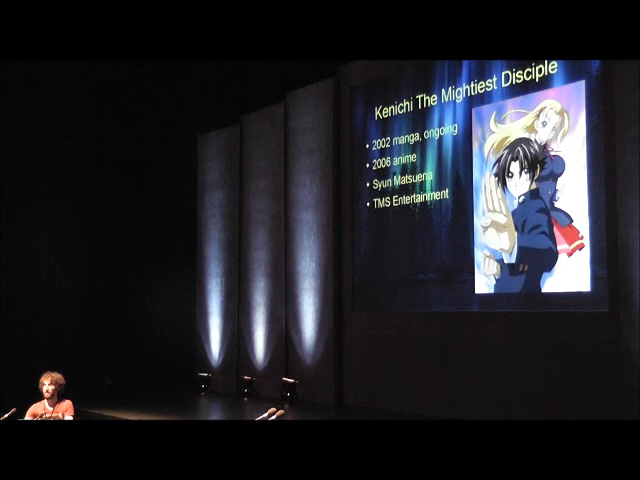 Kenichi The Mightiest Disciple
• 2002 manga, ongoing
• 2006 anime
• Syun Matsuena
• TMS Entertainment